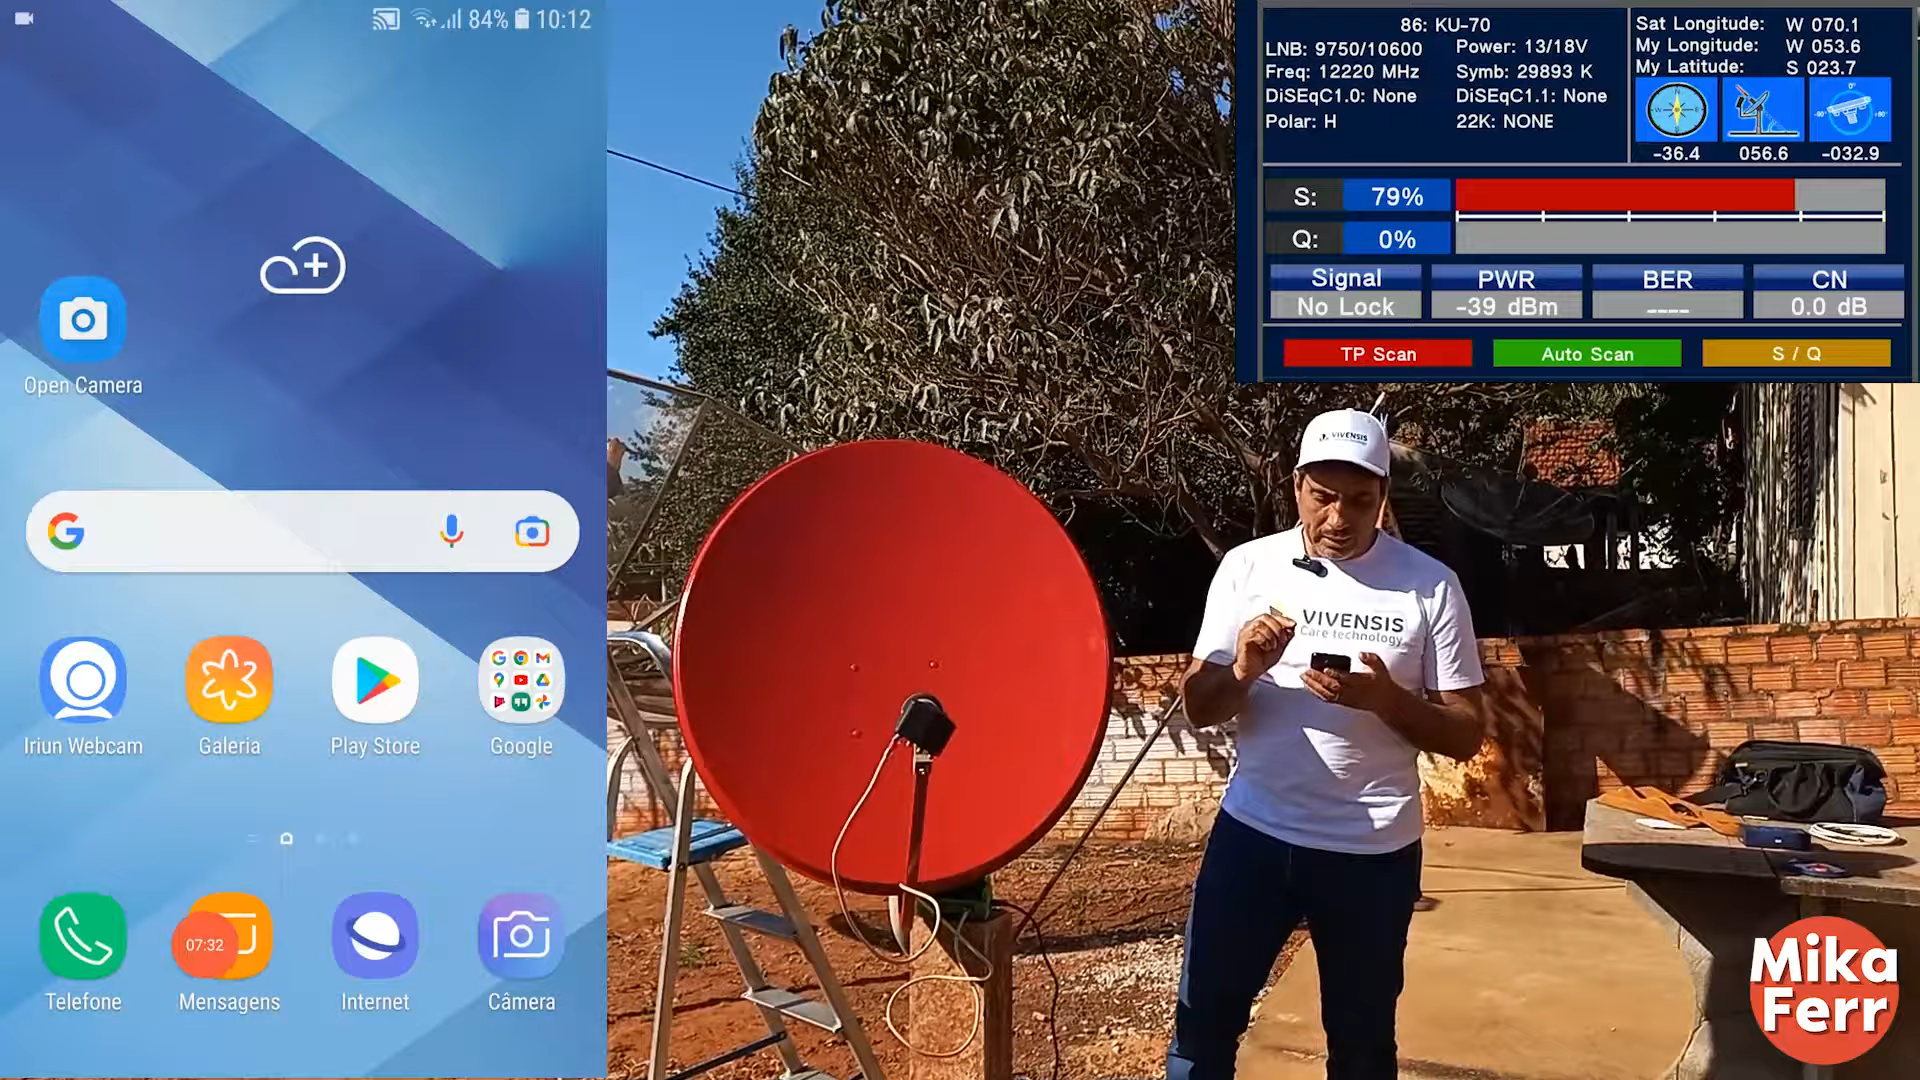 84% 10:12
Open Camera
Iriun Webcam
Galeria
Play Store
Google
07:32
Telefone
Mensagens
Internet
Câmera
86: KU-70
LNB: 9750/10600 Power: 13/18V
Freq: 12220 MHz Symb: 29893 K
DiSEqC1.0: None DiSEqC1.1: None
Polar: H 22K: NONE
Sat Longitude: W 070.1
My Longitude: W 053.6
My Latitude: S 023.7
-36.4 056.6 -032.9
S: 79%
Q: 0%
Signal PWR BER CN
No Lock -39 dBm ---- 0.0 dB
TP Scan Auto Scan S / Q
VIVENSIS
VIVENSIS
Care technology
Mika
Ferr